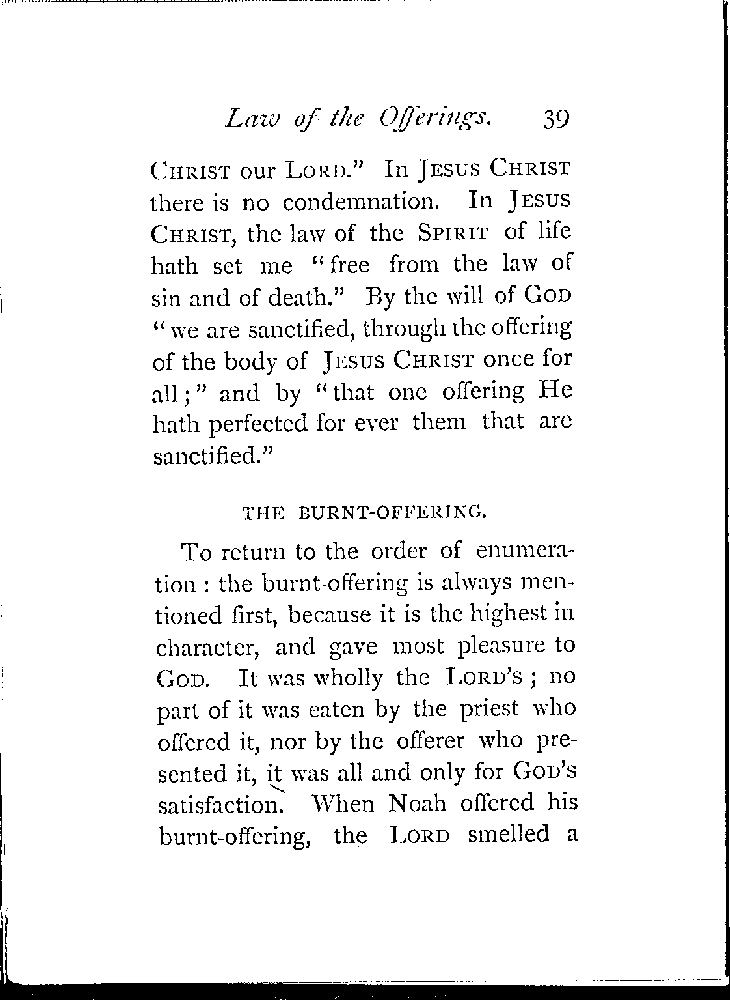 Law of the Offerings. 39
CHRIST our LORD.” In JESUS CHRIST
there is no condemnation. In JESUS
CHRIST, the law of the SPIRIT of life
hath set me “free from the law of
sin and of death.” By the will of GOD
“we are sanctified, through the offering
of the body of JESUS CHRIST once for
all;” and by “that one offering He
hath perfected for ever them that are
sanctified.”
THE BURNT-OFFERING.
To return to the order of enumera-
tion : the burnt-offering is always men-
tioned first, because it is the highest in
character, and gave most pleasure to
GOD. It was wholly the LORD’S ; no
part of it was eaten by the priest who
offered it, nor by the offerer who pre-
sented it, it was all and only for GOD’S
satisfaction. When Noah offered his
burnt-offering, the LORD smelled a